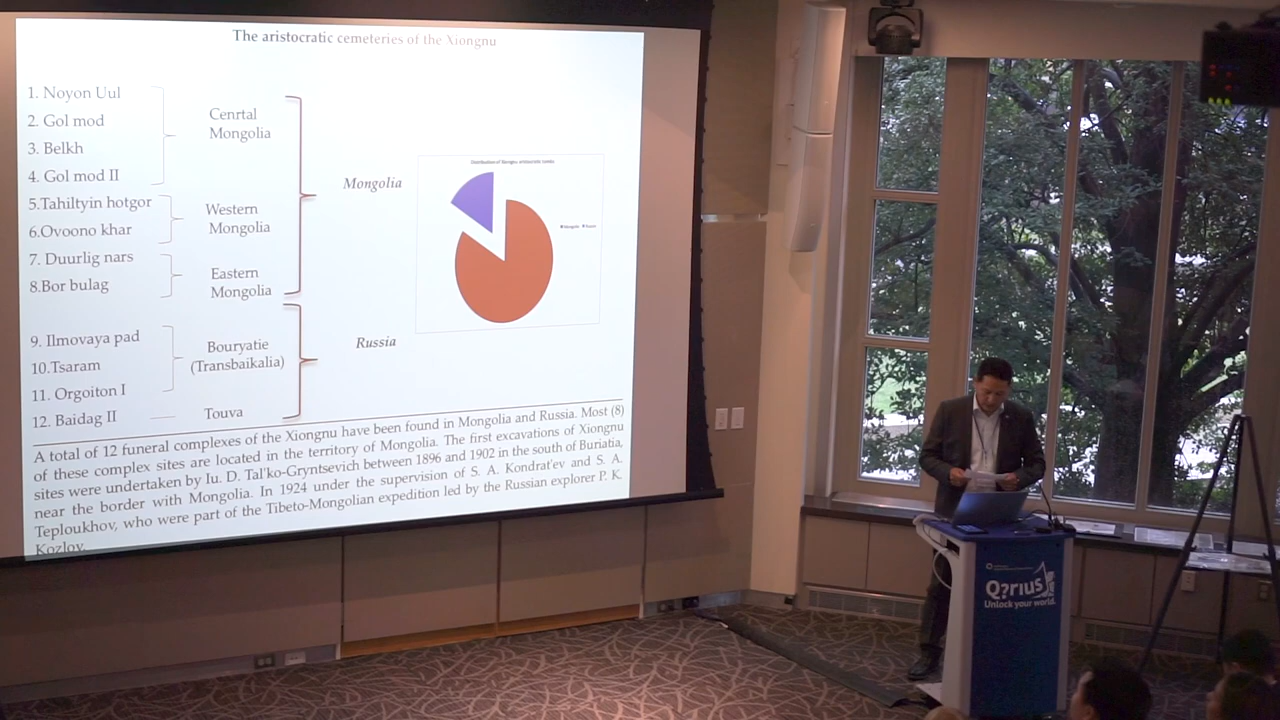 The aristocratic cemeteries of the Xiongnu
1. Noyon Uul
2. Gol mod
3. Belkh
4. Gol mod II
Cenrtal
Mongolia
5.Tahiltyin hotgor
6.Ovoono khar
Western
Mongolia
7. Duurlig nars
8.Bor bulag
Eastern
Mongolia
Mongolia
9. Ilmovaya pad
10.Tsaram
11. Orgoiton I
Bouryatie
(Transbaikalia)
12. Baidag II
Touva
Russia
Distribution of Xiongnu aristocratic tombs
Mongolia Russia
A total of 12 funeral complexes of the Xiongnu have been found in Mongolia and Russia. Most (8)
of these complex sites are located in the territory of Mongolia. The first excavations of Xiongnu
sites were undertaken by Iu. D. Tal'ko-Gryntsevich between 1896 and 1902 in the south of Buriatia,
near the border with Mongolia. In 1924 under the supervision of S. A. Kondrat'ev and S. A.
Teploukhov, who were part of the Tibeto-Mongolian expedition led by the Russian explorer P. K.
Kozlov.
Q?rius
Unlock your world.